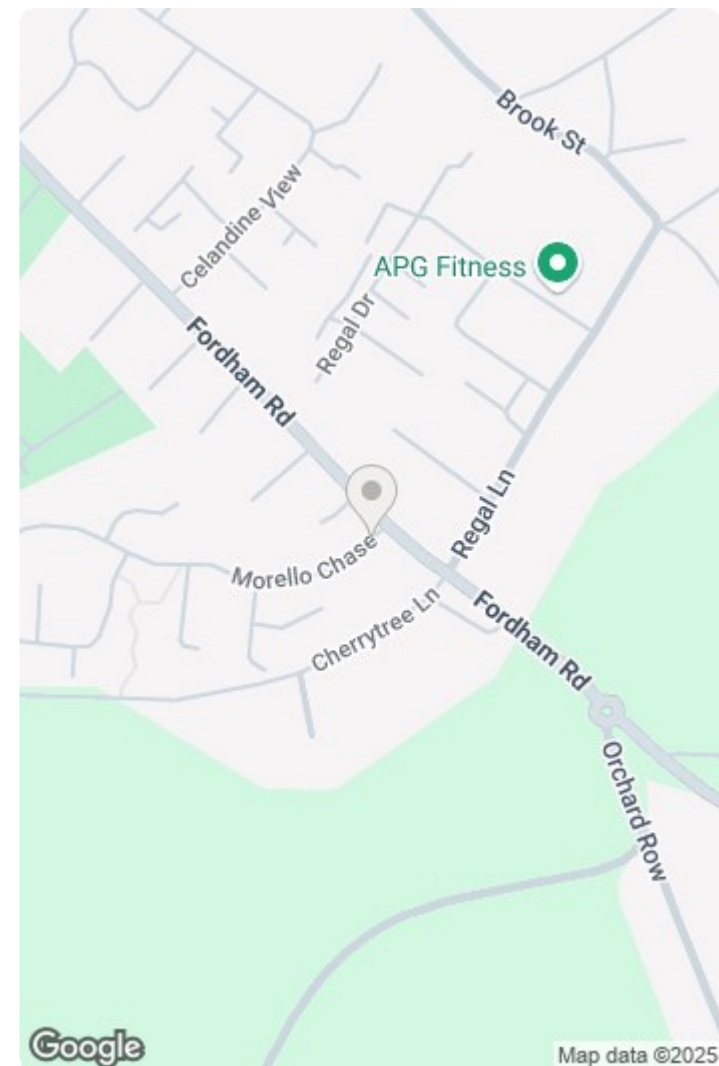 Brook St
Celandine View
APG Fitness
Regal Dr
Fordham Rd
Regal Ln
Morello Chase
Cherrytree Ln
Fordham Rd
Orchard Row
Google
Map data ©2025